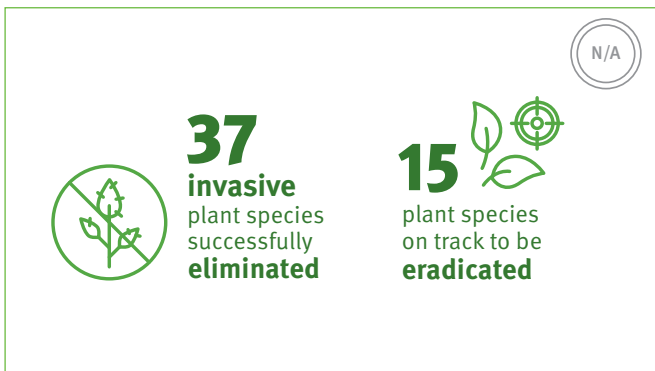 N/A
37
invasive
plant species
successfully
eliminated
15
plant species
on track to be
eradicated